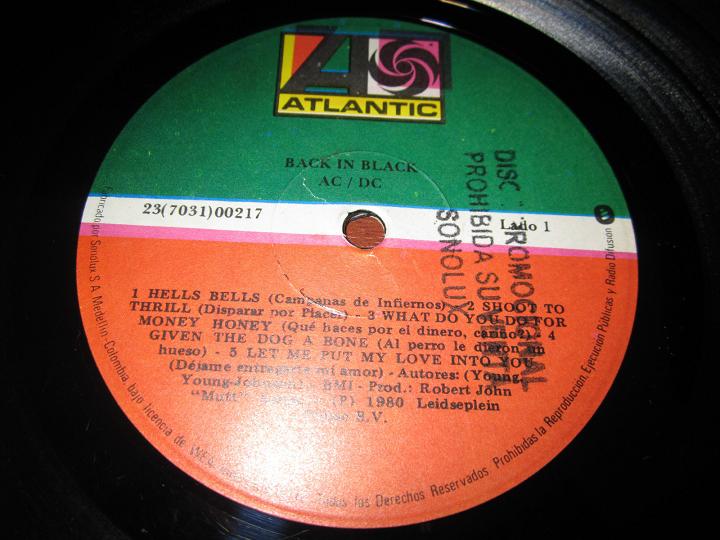 ATLANTIC
BACK IN BLACK
AC / DC
23(7031)00217
Lado 1
1 HELLS BELLS (Campanas de Infiernos) - 2 SHOOT TO
THRILL (Disparar por Placer) - 3 WHAT DO YOU DO FOR
MONEY HONEY (Qué haces por el dinero, cariño?) - 4
GIVEN THE DOG A BONE (Al perro le dieron un
hueso) - 5 LET ME PUT MY LOVE INTO YOU
(Déjame entregarte mi amor) - Autores: (Young-
Young-Johnson) - BMI - Prod.: Robert John
"Mutt" (P) 1980 Leidseplein
B.V.
DISC PROMOCIONAL
PROHIBIDA SU VENTA
SONOLUX
Fabricado por Sonolux S.A. Medellín-Colombia, bajo licencia de WEA
Todos los Derechos Reservados. Prohibidas la Reproducción Ejecución Públicas y Radio Difusión